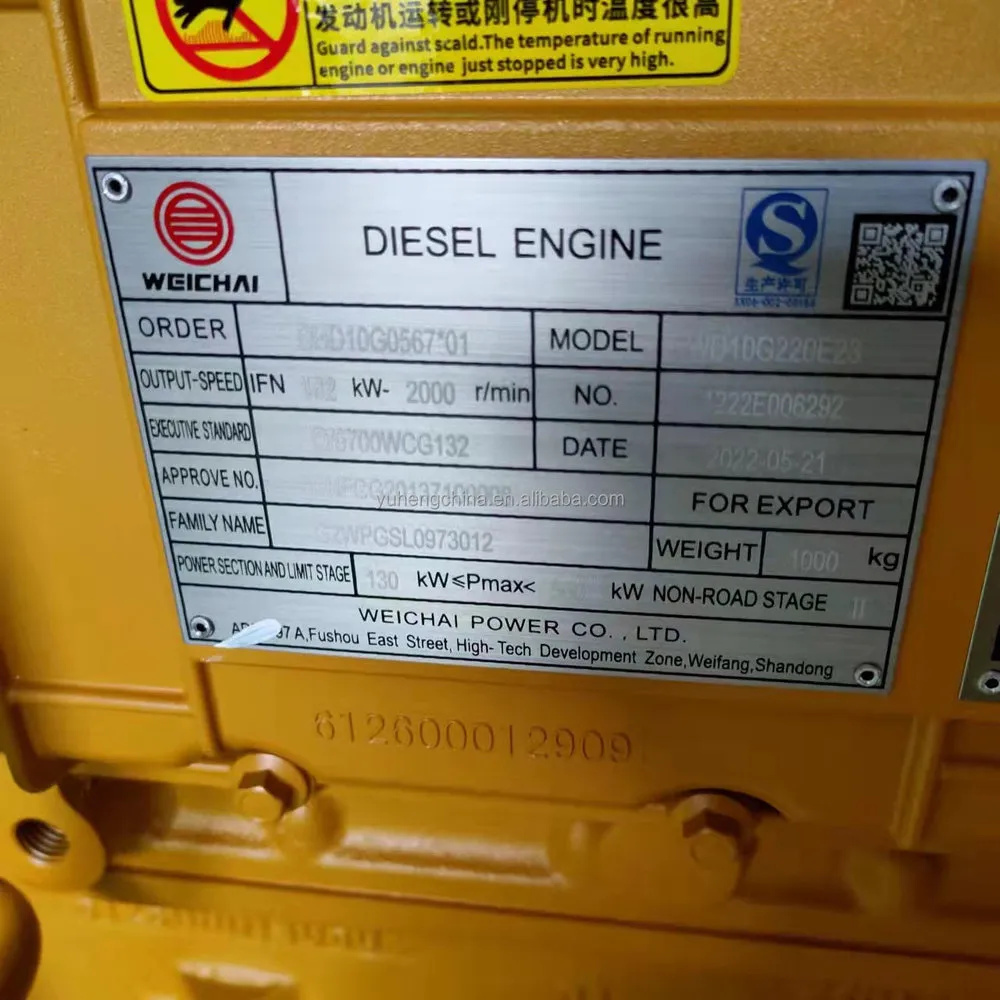 发动机运转或刚停机时温度很高
Guard against scald.The temperature of running
engine or engine just stopped is very high.
WEICHAI
DIESEL ENGINE
S
生产许可
ORDER
MODEL
OUTPUT-SPEED IFN kW- 2000 r/min
NO.
EXECUTIVE STANDARD
DATE 2022-05-21
APPROVE NO.
FOR EXPORT
FAMILY NAME
WEIGHT 1000 kg
POWER SECTION AND LIMIT STAGE 130 kW≤Pmax< kW NON-ROAD STAGE II
WEICHAI POWER CO.,LTD.
A,Fushou East Street, High-Tech Development Zone,Weifang,Shandong
yuhengchina.en.alibaba.com
612600012909